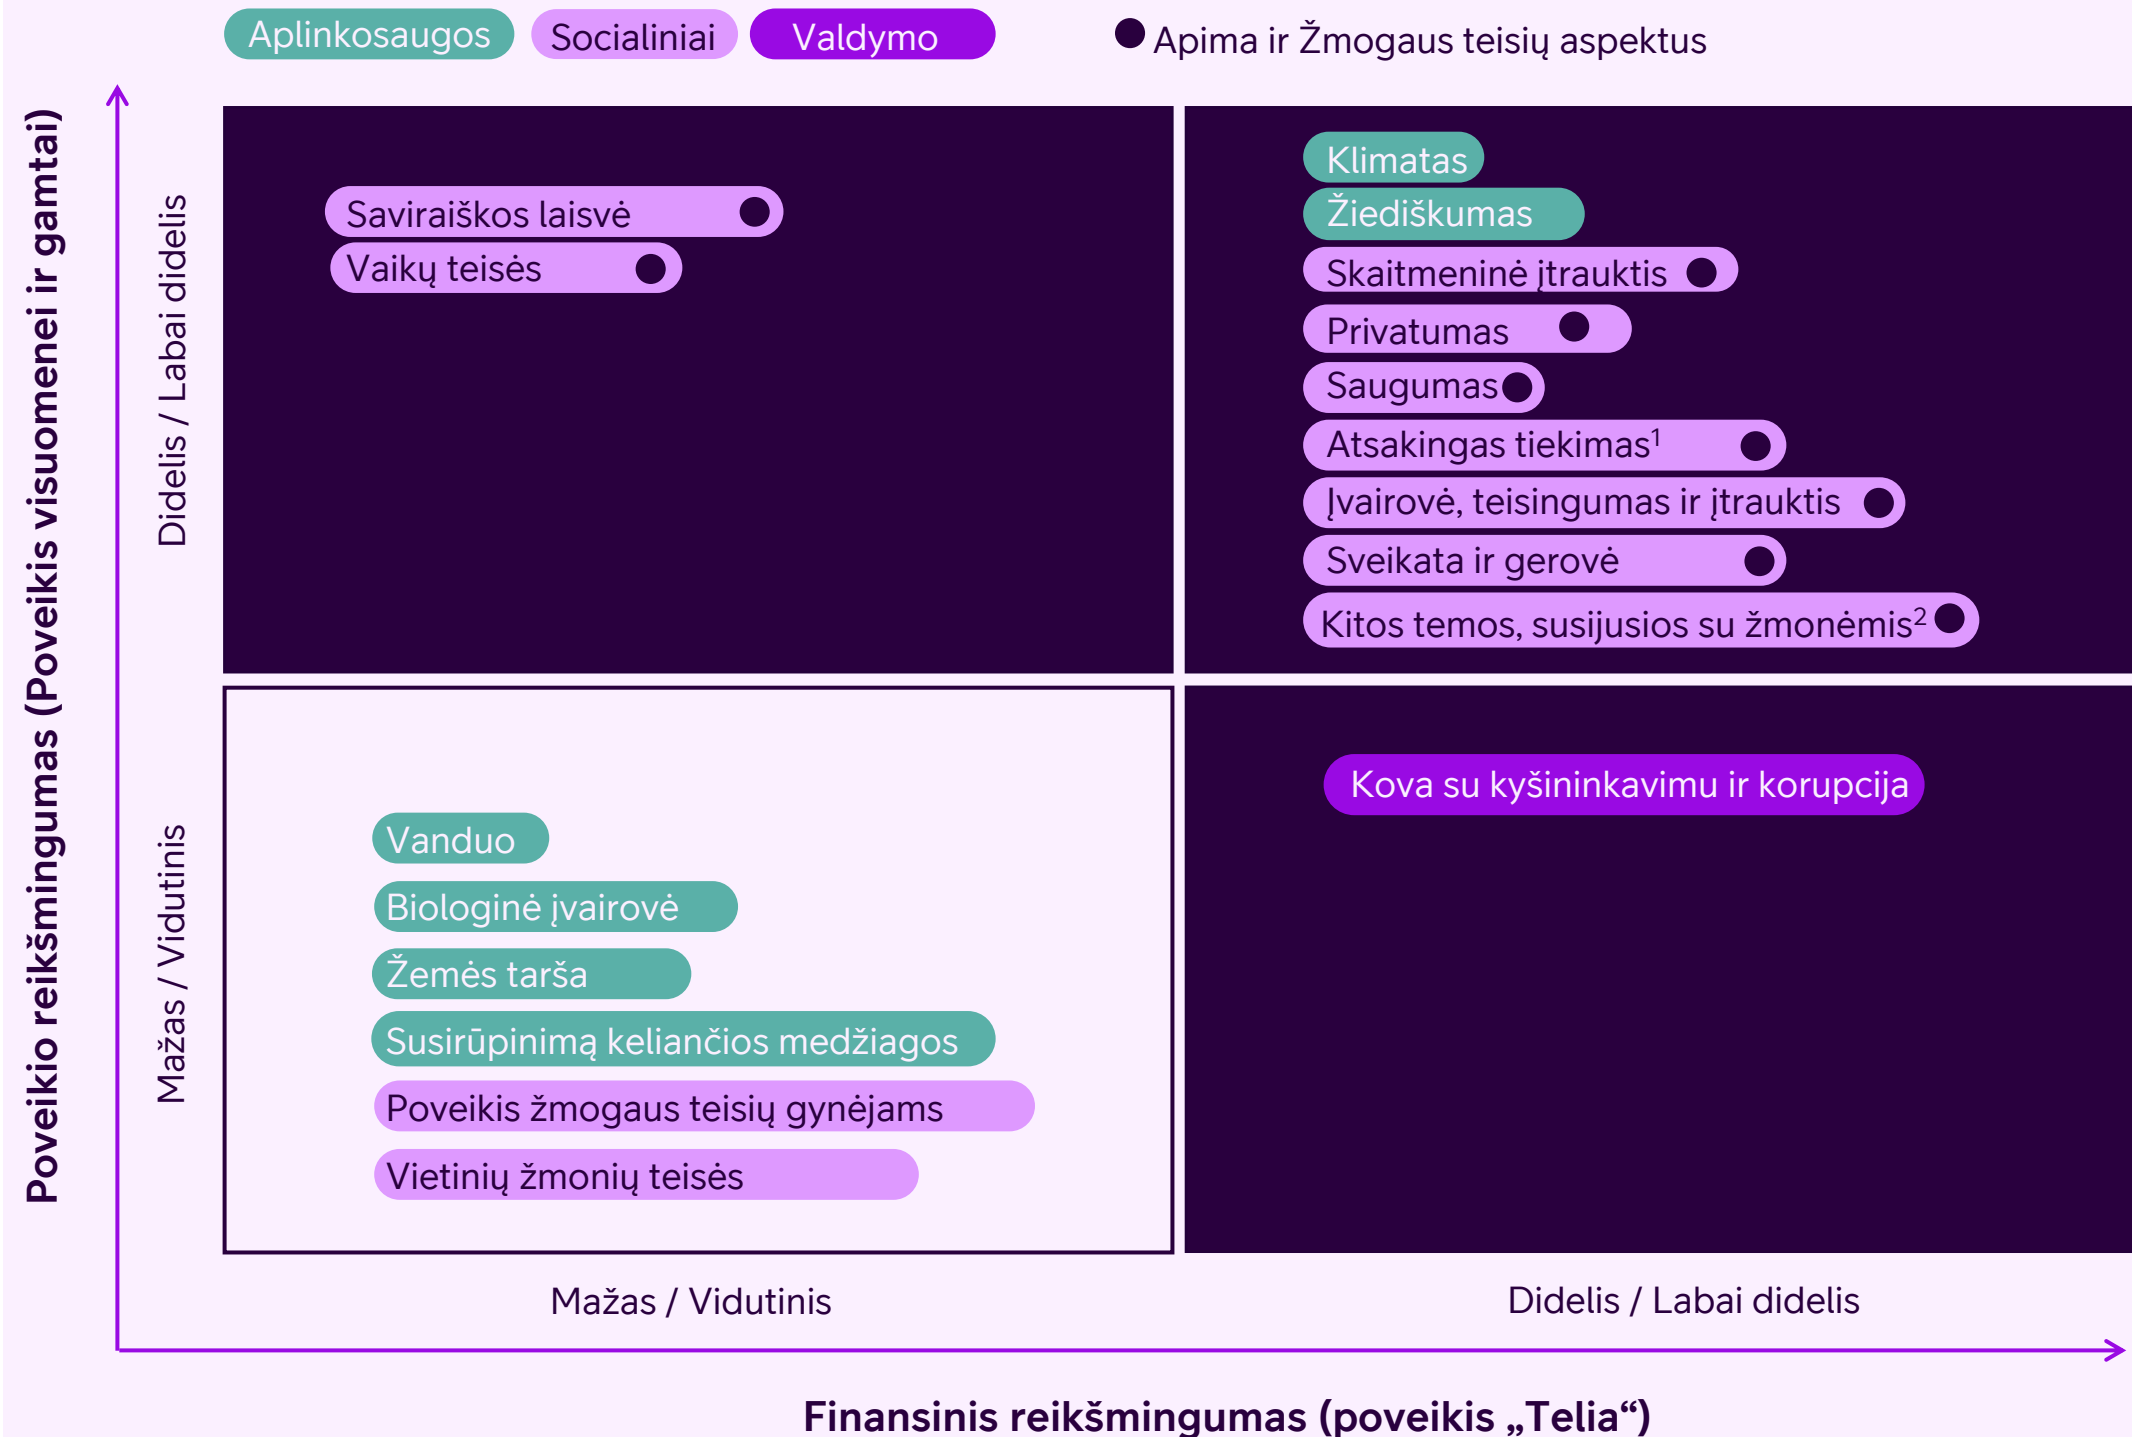 Aplinkosaugos
Socialiniai
Valdymo
Apima ir Žmogaus teisių aspektus
Poveikio reikšmingumas (Poveikis visuomenei ir gamtai)
Didelis / Labai didelis
Saviraiškos laisvė
Vaikų teisės
Klimatas
Žiediškumas
Skaitmeninė įtrauktis
Privatumas
Saugumas
Atsakingas tiekimas¹
Įvairovė, teisingumas ir įtrauktis
Sveikata ir gerovė
Kitos temos, susijusios su žmonėmis²
Mažas / Vidutinis
Vanduo
Biologinė įvairovė
Žemės tarša
Susirūpinimą keliančios medžiagos
Poveikis žmogaus teisių gynėjams
Vietinių žmonių teisės
Kova su kyšininkavimu ir korupcija
Mažas / Vidutinis
Didelis / Labai didelis
Finansinis reikšmingumas (poveikis „Telia“)